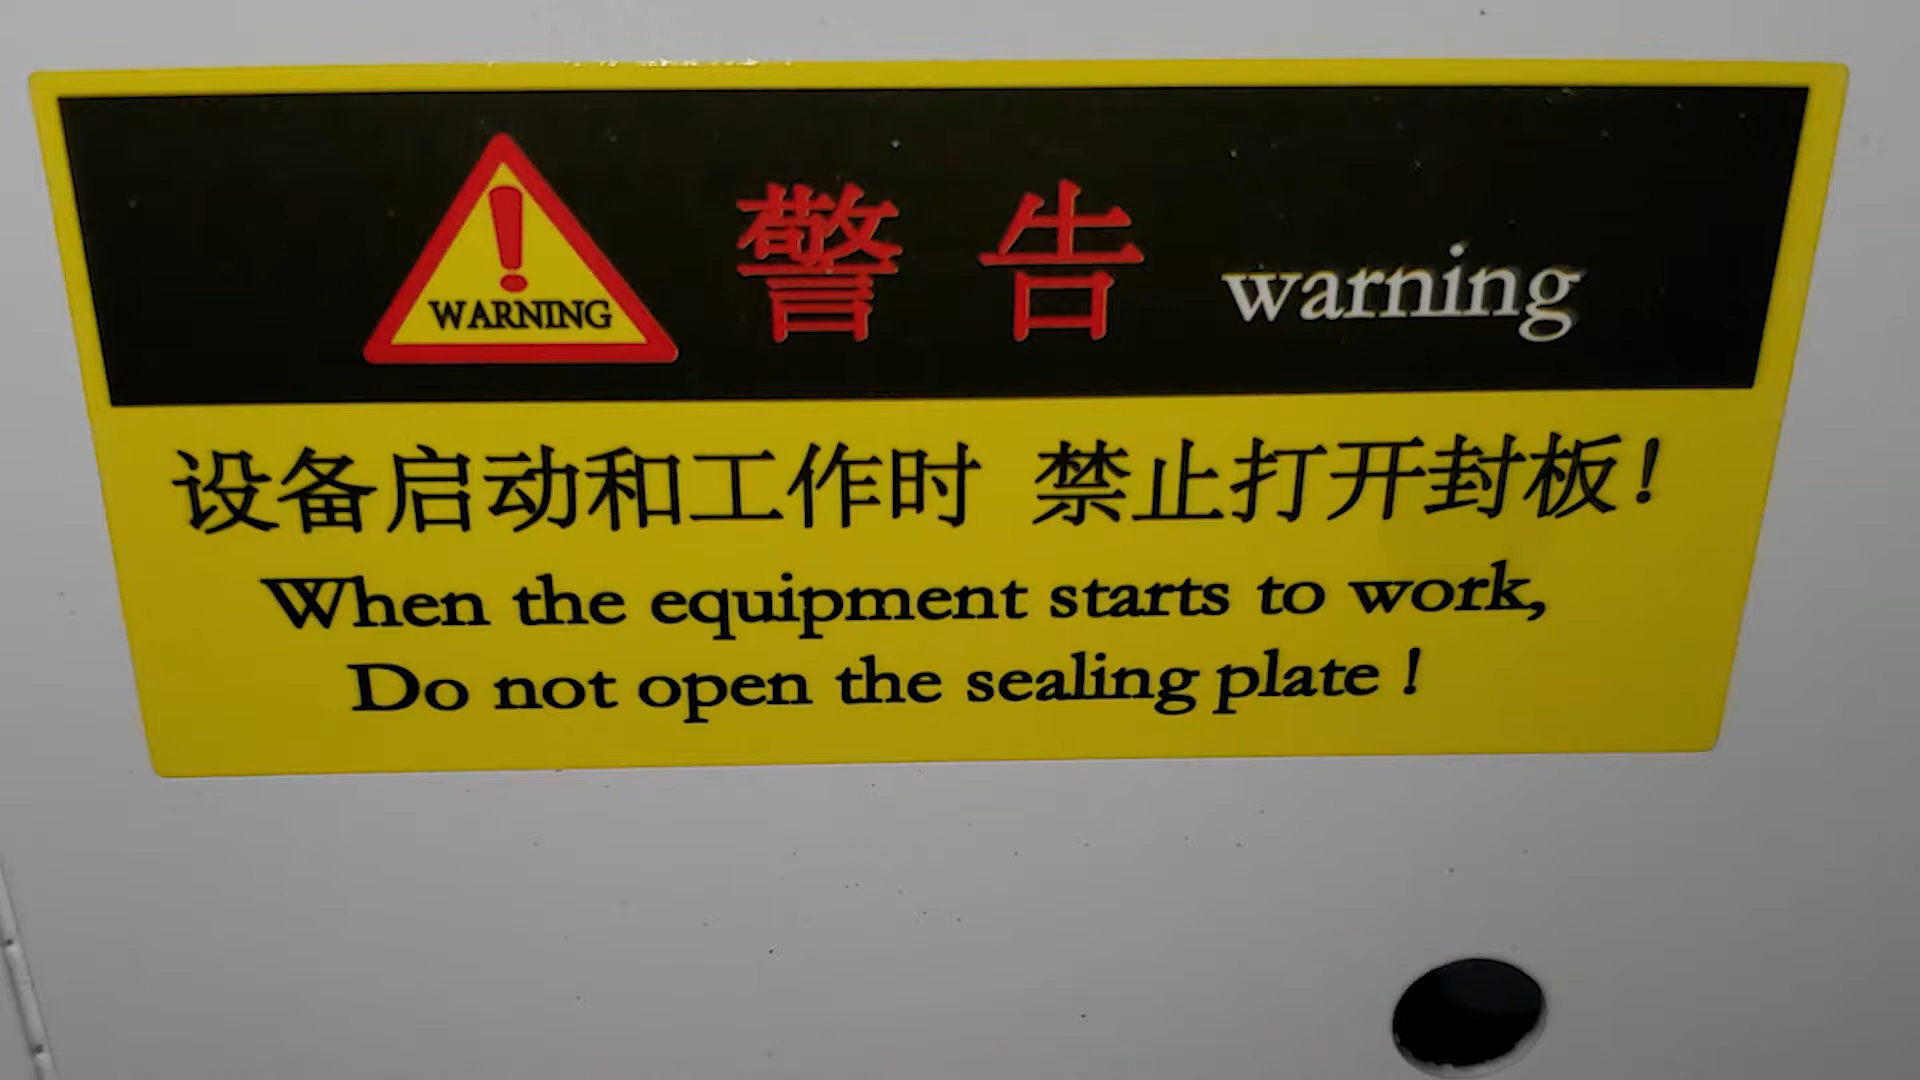 WARNING 警告 warning
设备启动和工作时 禁止打开封板!
When the equipment starts to work,
Do not open the sealing plate !